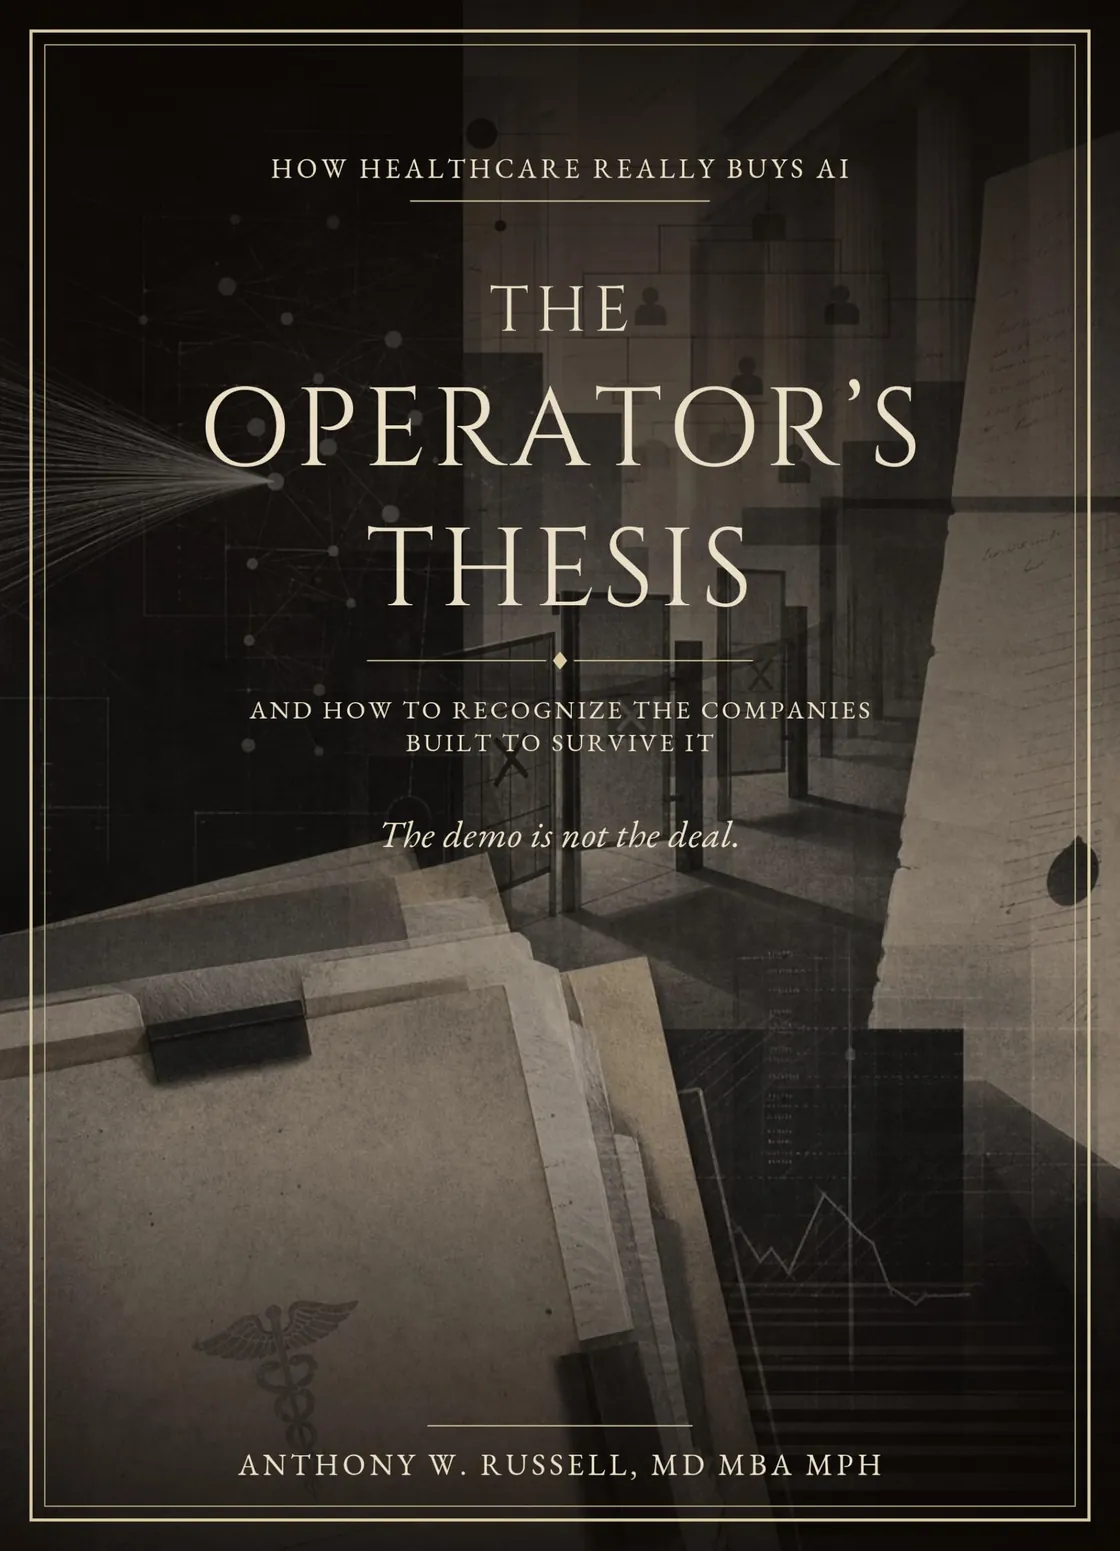 HOW HEALTHCARE REALLY BUYS AI
THE
OPERATOR’S
THESIS
AND HOW TO RECOGNIZE THE COMPANIES
BUILT TO SURVIVE IT
The demo is not the deal.
ANTHONY W. RUSSELL, MD MBA MPH